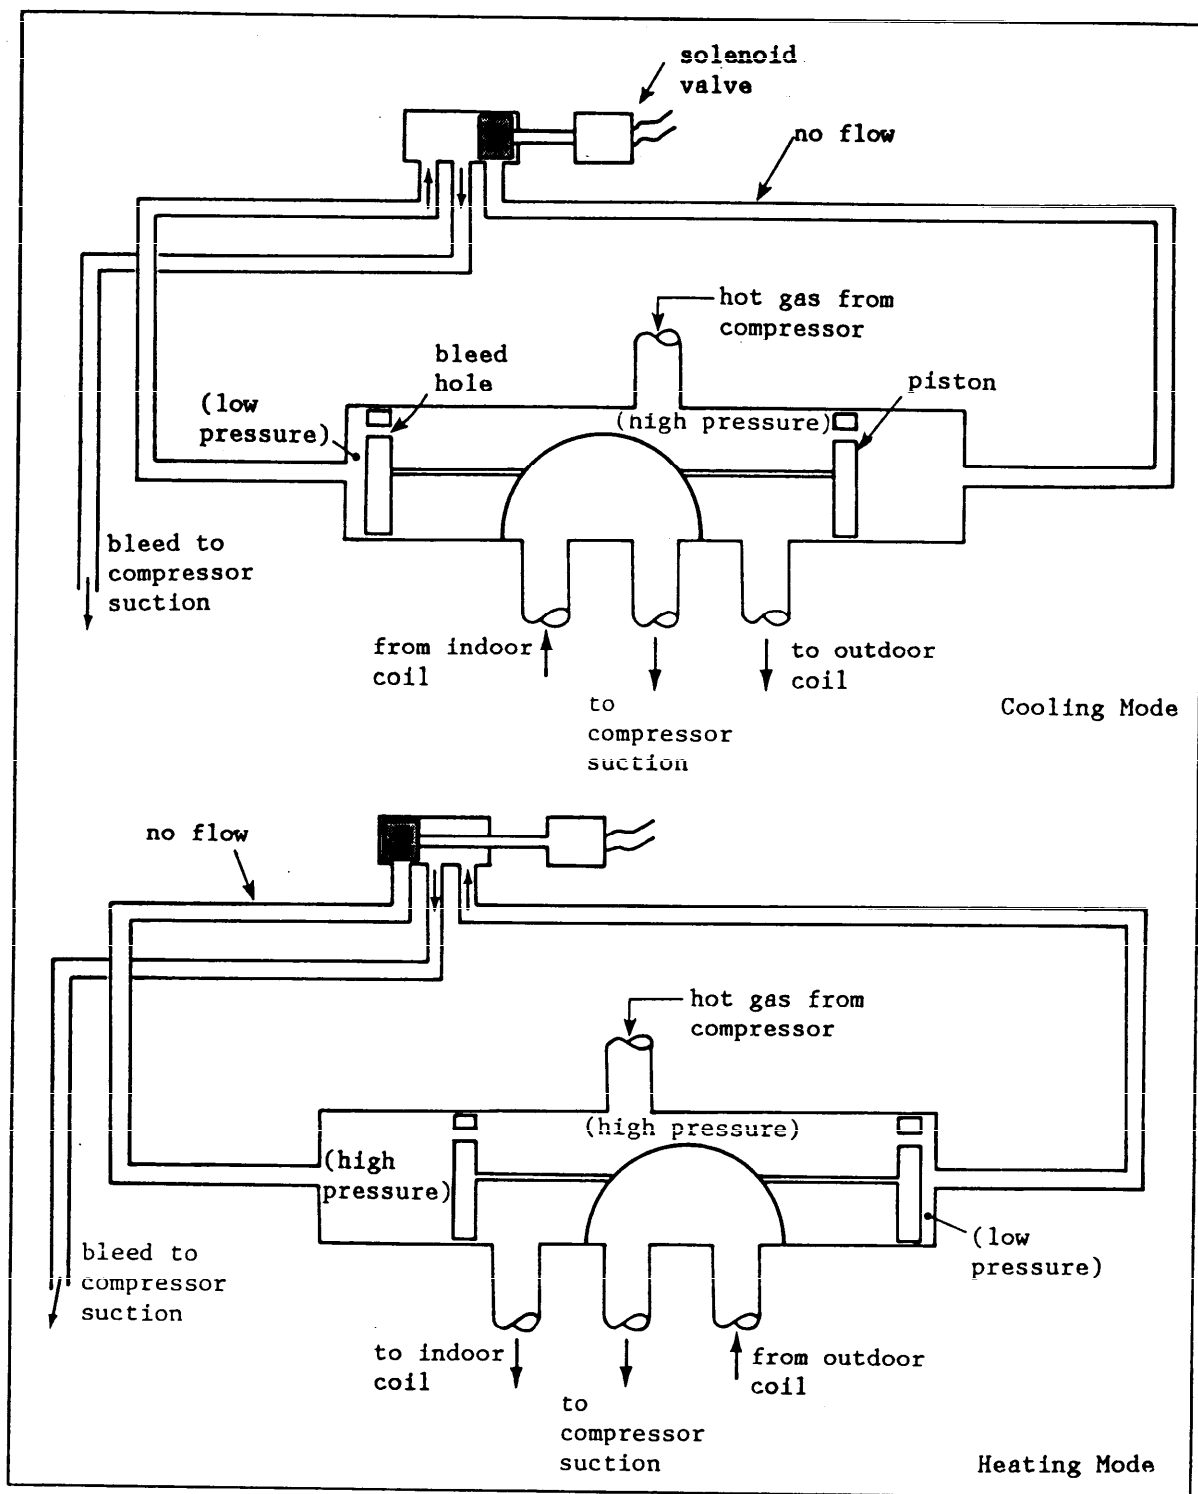 solenoid
valve
no flow
hot gas from
compressor
bleed
hole
piston
(low
pressure)
(high pressure)
bleed to
compressor
suction
from indoor
coil
to
compressor
suction
to outdoor
coil
Cooling Mode
no flow
hot gas from
compressor
(high pressure)
(high
pressure)
(low
pressure)
bleed to
compressor
suction
to indoor
coil
to
compressor
suction
from outdoor
coil
Heating Mode